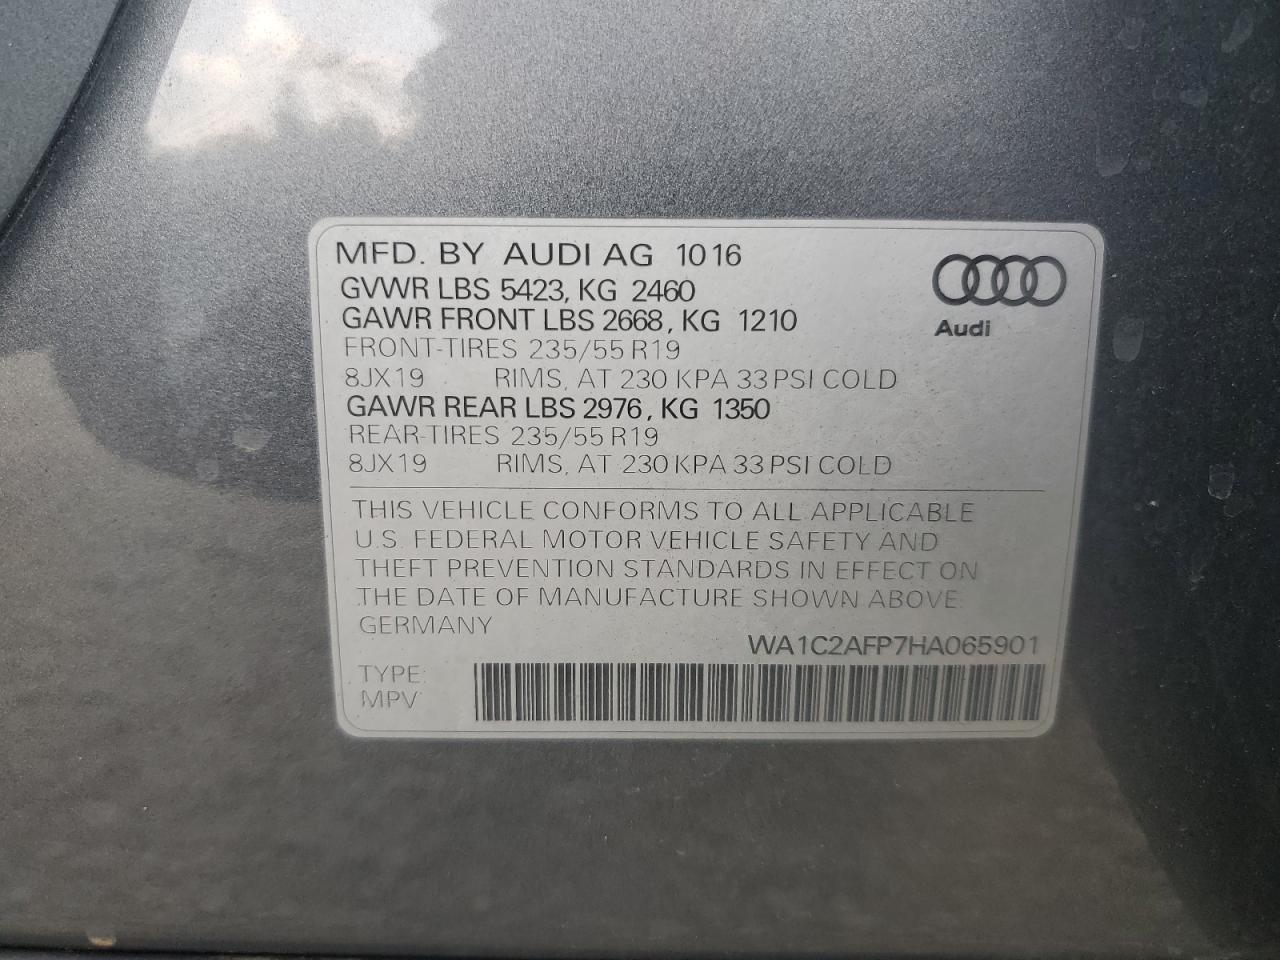 MFD. BY AUDI AG 10 16
GVWR LBS 5423, KG 2460
GAWR FRONT LBS 2668, KG 1210
FRONT-TIRES 235/55 R19
8JX19 RIMS, AT 230 KPA 33 PSI COLD
GAWR REAR LBS 2976, KG 1350
REAR-TIRES 235/55 R19
8JX19 RIMS, AT 230 KPA 33 PSI COLD
Audi
THIS VEHICLE CONFORMS TO ALL APPLICABLE
U.S. FEDERAL MOTOR VEHICLE SAFETY AND
THEFT PREVENTION STANDARDS IN EFFECT ON
THE DATE OF MANUFACTURE SHOWN ABOVE.
GERMANY
WA1C2AFP7HA065901
TYPE:
MPV